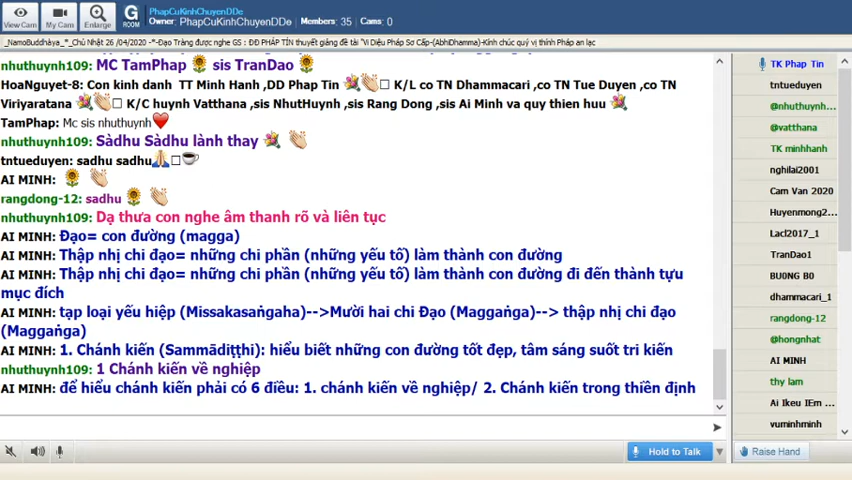 PhapCuKinhChuyenDDe
Owner: PhapCuKinhChuyenDDe Members: 35 Cams: 0
View Cam
My Cam
Enlarge
G
ROOM
_NamoBuddhàya_*_Chủ Nhật 26 /04/2020 -*-Đạo Tràng được nghe GS : ĐĐ PHÁP TÍN thuyết giảng đề tài "Vi Diệu Pháp Sơ Cấp-(AbhiDhamma)-Kính chúc quý vị thính Pháp an lạc
nhuthuynh109: MC TamPhap sis TranDao
HoaNguyet-8: Con kinh danh TT Minh Hanh ,DD Phap Tin K/L co TN Dhammacari ,co TN Tue Duyen ,co TN
Viriyaratana K/C huynh Vatthana ,sis NhutHuynh ,sis Rang Dong ,sis Ai Minh va quy thien huu
TamPhap: Mc sis nhuthuynh
nhuthuynh109: Sàdhu Sàdhu lành thay
tntueduyen: sadhu sadhu
AI MINH:
rangdong-12: sadhu
nhuthuynh109: Dạ thưa con nghe âm thanh rõ và liên tục
AI MINH: Đạo= con đường (magga)
AI MINH: Thập nhị chi đạo= những chi phần (những yếu tố) làm thành con đường
AI MINH: Thập nhị chi đạo= những chi phần (những yếu tố) làm thành con đường đi đến thành tựu
mục đích
AI MINH: tạp loại yếu hiệp (Missakasaṅgaha)-->Mười hai chi Đạo (Maggaṅga)--> thập nhị chi đạo
(Maggaṅga)
AI MINH: 1. Chánh kiến (Sammādiṭṭhi): hiểu biết những con đường tốt đẹp, tâm sáng suốt tri kiến
nhuthuynh109: 1 Chánh kiến về nghiệp
AI MINH: để hiểu chánh kiến phải có 6 điều: 1. chánh kiến về nghiệp/ 2. Chánh kiến trong thiền định
TK Phap Tin
tntueduyen
@nhuthuynh...
@vatthana
TK minhhanh
nghilai2001
Cam Van 2020
Huyenmong2...
Lacl2017_1
TranDao1
BU0NG B0
dhammacari_1
rangdong-12
@hongnhat
AI MINH
thy lam
Ai Ikeu IEm ...
vuminhminh
Hold to Talk
Raise Hand